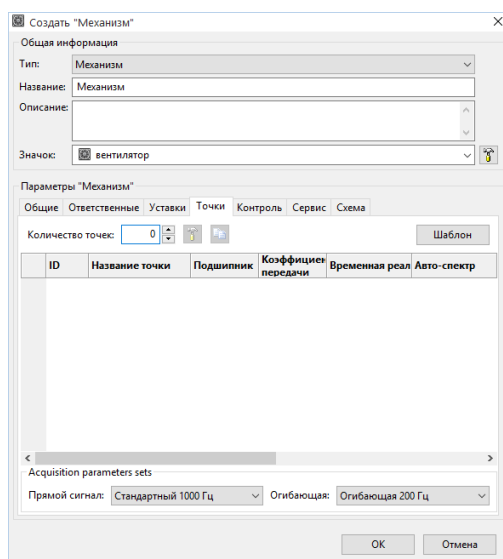 Создать "Механизм"
Общая информация
Тип: Механизм
Название: Механизм
Описание:
Значок: вентилятор
Параметры "Механизм"
Общие Ответственные Уставки Точки Контроль Сервис Схема
Количество точек: 0 Шаблон
ID Название точки Подшипник Коэффициен передачи Временная реал Авто-спектр
Acquisition parameters sets
Прямой сигнал: Стандартный 1000 Гц Огибающая: Огибающая 200 Гц
OK Отмена